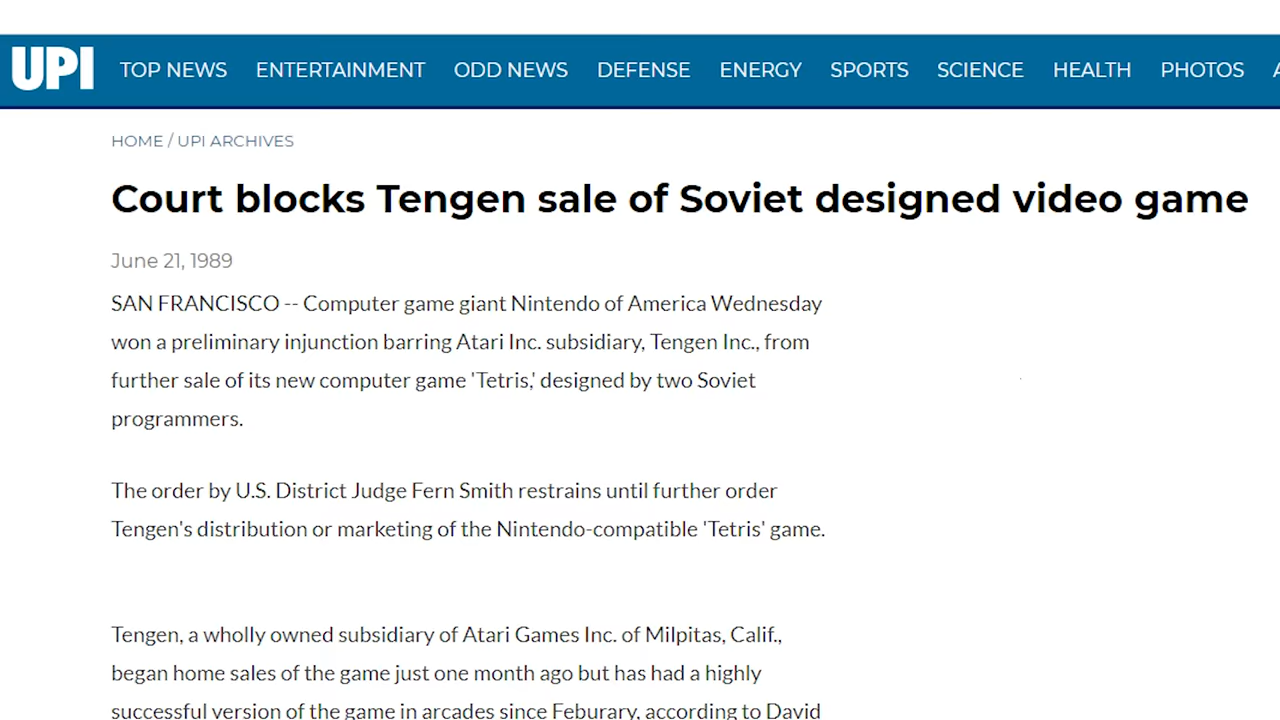 UPI TOP NEWS ENTERTAINMENT ODD NEWS DEFENSE ENERGY SPORTS SCIENCE HEALTH PHOTOS
HOME / UPI ARCHIVES
Court blocks Tengen sale of Soviet designed video game
June 21, 1989
SAN FRANCISCO -- Computer game giant Nintendo of America Wednesday
won a preliminary injunction barring Atari Inc. subsidiary, Tengen Inc., from
further sale of its new computer game 'Tetris,' designed by two Soviet
programmers.
The order by U.S. District Judge Fern Smith restrains until further order
Tengen's distribution or marketing of the Nintendo-compatible 'Tetris' game.
Tengen, a wholly owned subsidiary of Atari Games Inc. of Milpitas, Calif.,
began home sales of the game just one month ago but has had a highly
successful version of the game in arcades since Feburary, according to David